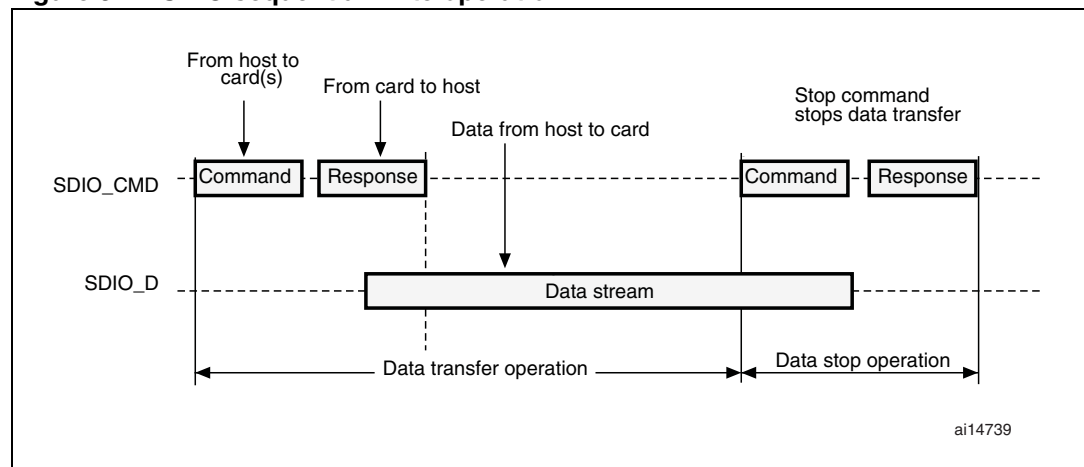 From host to
card(s)
From card to host
Data from host to card
Stop command
stops data transfer
SDIO_CMD
Command
Response
Command
Response
SDIO_D
Data stream
Data transfer operation
Data stop operation
ai14739